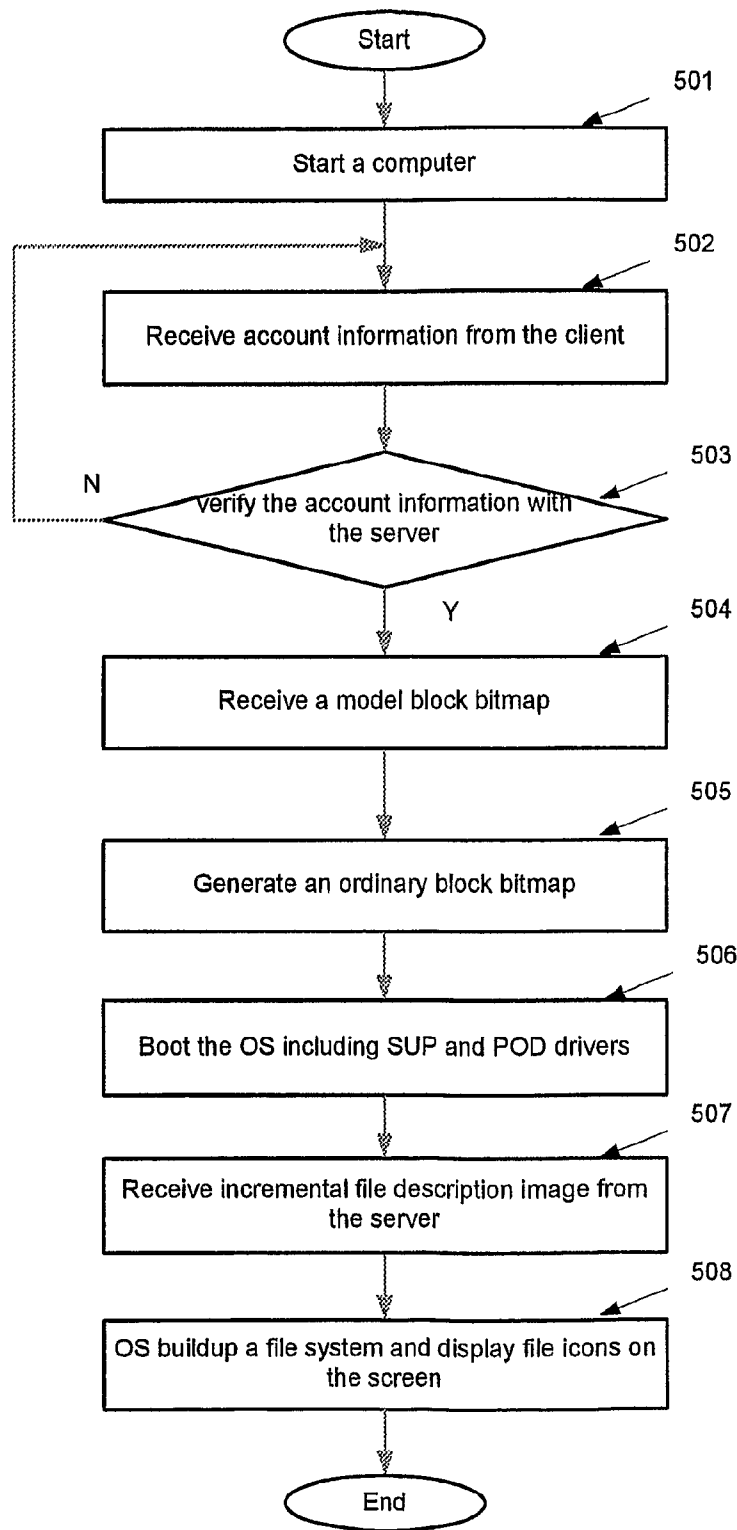 Start
501
Start a computer
502
Receive account information from the client
503
N
verify the account information with
the server
Y
504
Receive a model block bitmap
505
Generate an ordinary block bitmap
506
Boot the OS including SUP and POD drivers
507
Receive incremental file description image from
the server
508
OS buildup a file system and display file icons on
the screen
End